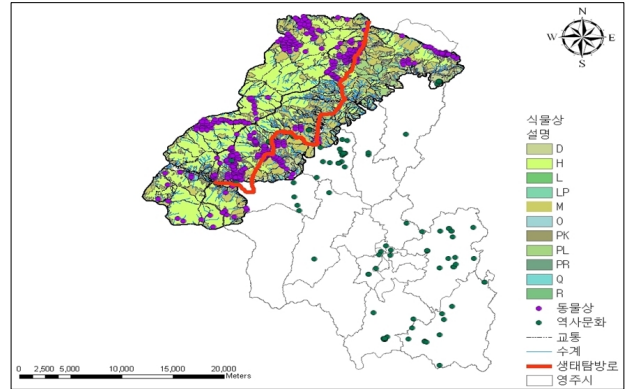 N
W E
S
식물상
설명
D
H
L
LP
M
O
PK
PL
PR
Q
R
동물상
역사문화
교통
수계
생태탐방로
영주시
0 2,500 5,000 10,000 15,000 20,000
Meters